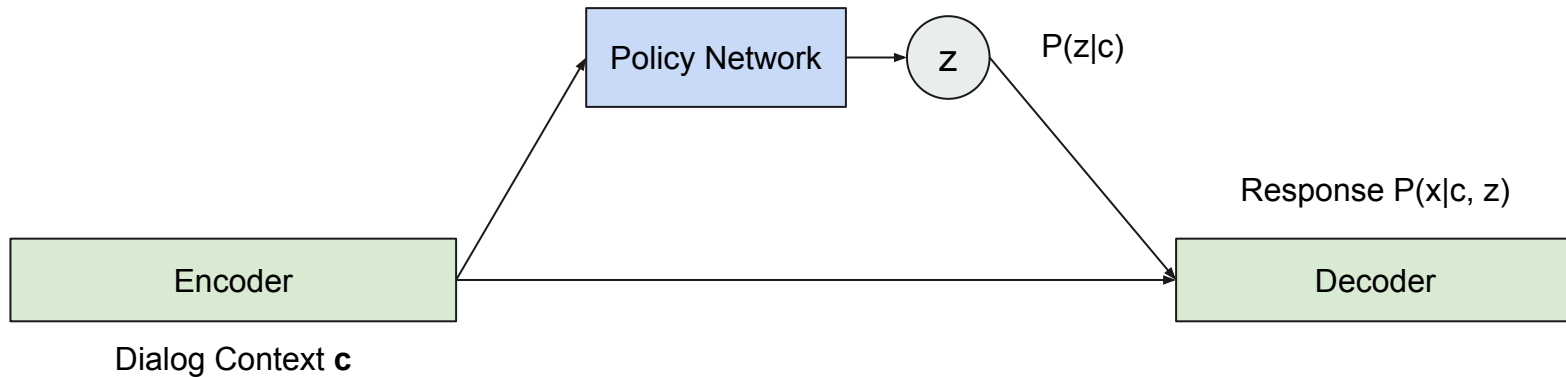 Policy Network
z
P(z|c)
Response P(x|c, z)
Encoder
Decoder
Dialog Context c